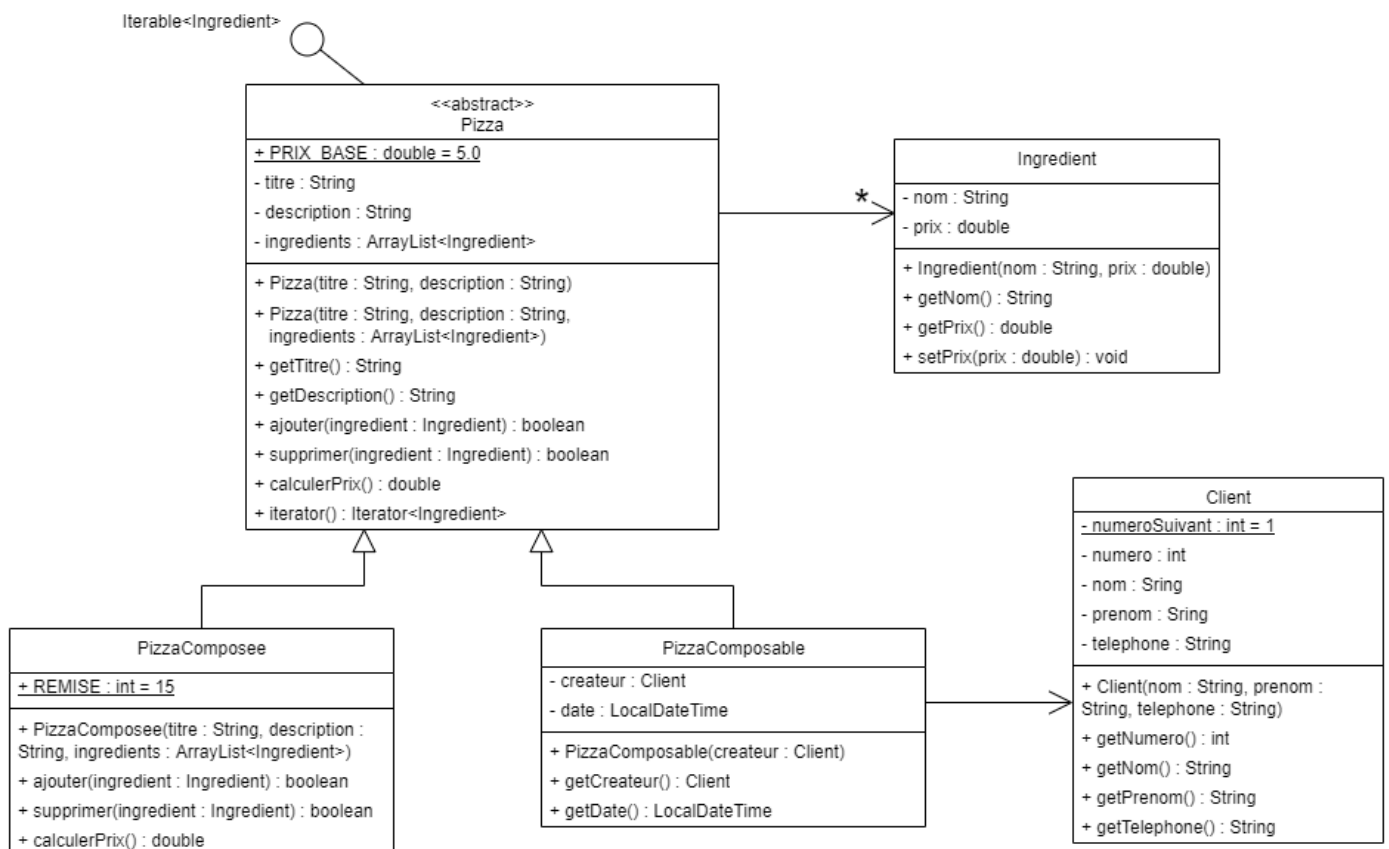 Iterable<Ingredient>
<<abstract>>
Pizza
+ PRIX_BASE : double = 5.0
- titre : String
- description : String
- ingredients : ArrayList<Ingredient>
+ Pizza(titre : String, description : String)
+ Pizza(titre : String, description : String,
ingredients : ArrayList<Ingredient>)
+ getTitre() : String
+ getDescription() : String
+ ajouter(ingredient : Ingredient) : boolean
+ supprimer(ingredient : Ingredient) : boolean
+ calculerPrix() : double
+ iterator() : Iterator<Ingredient>
*
Ingredient
- nom : String
- prix : double
+ Ingredient(nom : String, prix : double)
+ getNom() : String
+ getPrix() : double
+ setPrix(prix : double) : void
PizzaComposee
+ REMISE : int = 15
+ PizzaComposee(titre : String, description :
String, ingredients : ArrayList<Ingredient>)
+ ajouter(ingredient : Ingredient) : boolean
+ supprimer(ingredient : Ingredient) : boolean
+ calculerPrix() : double
PizzaComposable
- createur : Client
- date : LocalDateTime
+ PizzaComposable(createur : Client)
+ getCreateur() : Client
+ getDate() : LocalDateTime
Client
- numeroSuivant : int = 1
- numero : int
- nom : Sring
- prenom : Sring
- telephone : String
+ Client(nom : String, prenom :
String, telephone : String)
+ getNumero() : int
+ getNom() : String
+ getPrenom() : String
+ getTelephone() : String